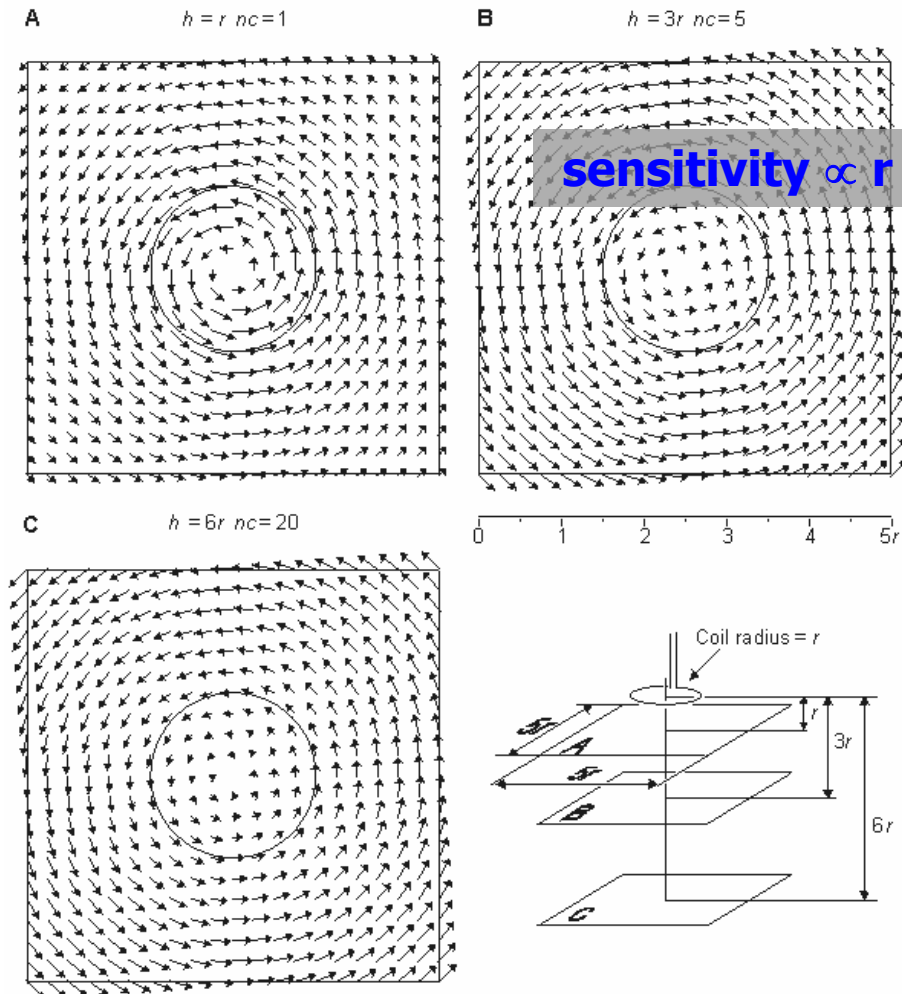 A h = r nc = 1
B h = 3r nc = 5
sensitivity ∝ r
C h = 6r nc = 20
0 1 2 3 4 5r
Coil radius = r
r
3r
6r
5r
A
5r
B
C